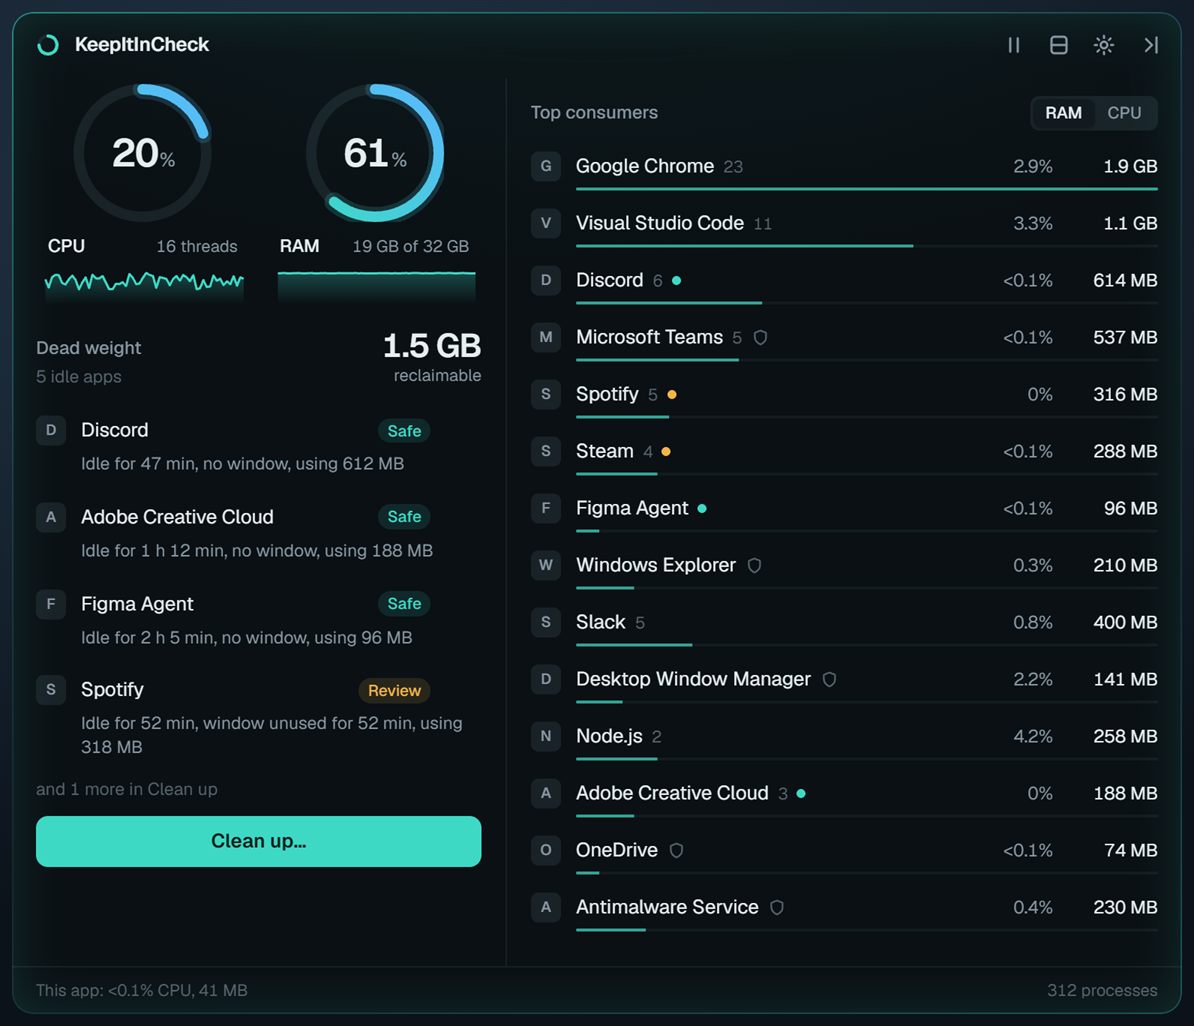 KeepItInCheck
20%
61%
CPU 16 threads
RAM 19 GB of 32 GB
Dead weight 1.5 GB
5 idle apps reclaimable
D Discord Safe
Idle for 47 min, no window, using 612 MB
A Adobe Creative Cloud Safe
Idle for 1 h 12 min, no window, using 188 MB
F Figma Agent Safe
Idle for 2 h 5 min, no window, using 96 MB
S Spotify Review
Idle for 52 min, window unused for 52 min, using
318 MB
and 1 more in Clean up
Clean up...
Top consumers RAM CPU
G Google Chrome 23 2.9% 1.9 GB
V Visual Studio Code 11 3.3% 1.1 GB
D Discord 6 <0.1% 614 MB
M Microsoft Teams 5 <0.1% 537 MB
S Spotify 5 0% 316 MB
S Steam 4 <0.1% 288 MB
F Figma Agent <0.1% 96 MB
W Windows Explorer 0.3% 210 MB
S Slack 5 0.8% 400 MB
D Desktop Window Manager 2.2% 141 MB
N Node.js 2 4.2% 258 MB
A Adobe Creative Cloud 3 0% 188 MB
O OneDrive <0.1% 74 MB
A Antimalware Service 0.4% 230 MB
This app: <0.1% CPU, 41 MB
312 processes